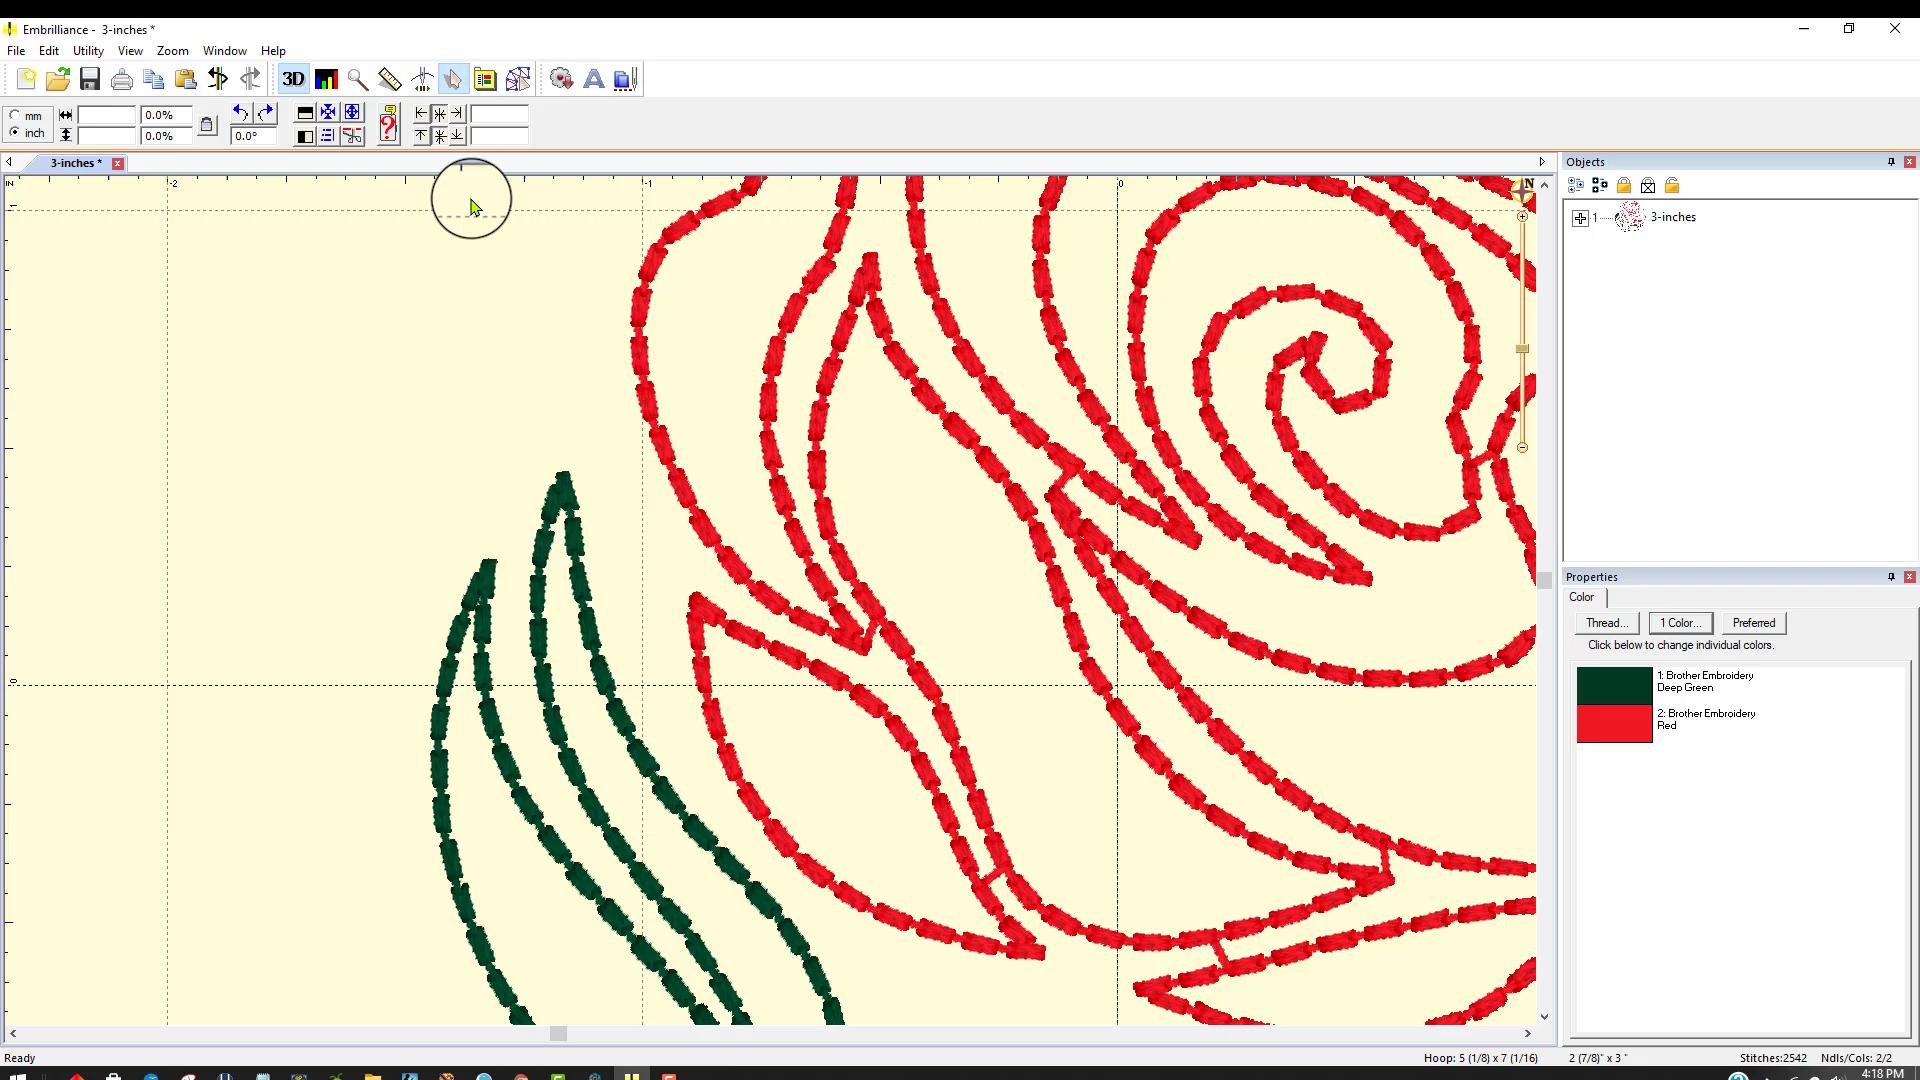 Embrilliance - 3-inches *
File Edit Utility View Zoom Window Help
3D
mm 0.0%
inch 0.0% 0.0°
3-inches *
Objects
IN -2 -1 0 N
1
1 3-inches
0
Properties
Color
Thread... 1 Color... Preferred
Click below to change individual colors.
1: Brother Embroidery
Deep Green
2: Brother Embroidery
Red
Ready Hoop: 5 (1/8) x 7 (1/16) 2 (7/8)" x 3 " Stitches:2542 Ndls/Cols: 2/2
4:18 PM